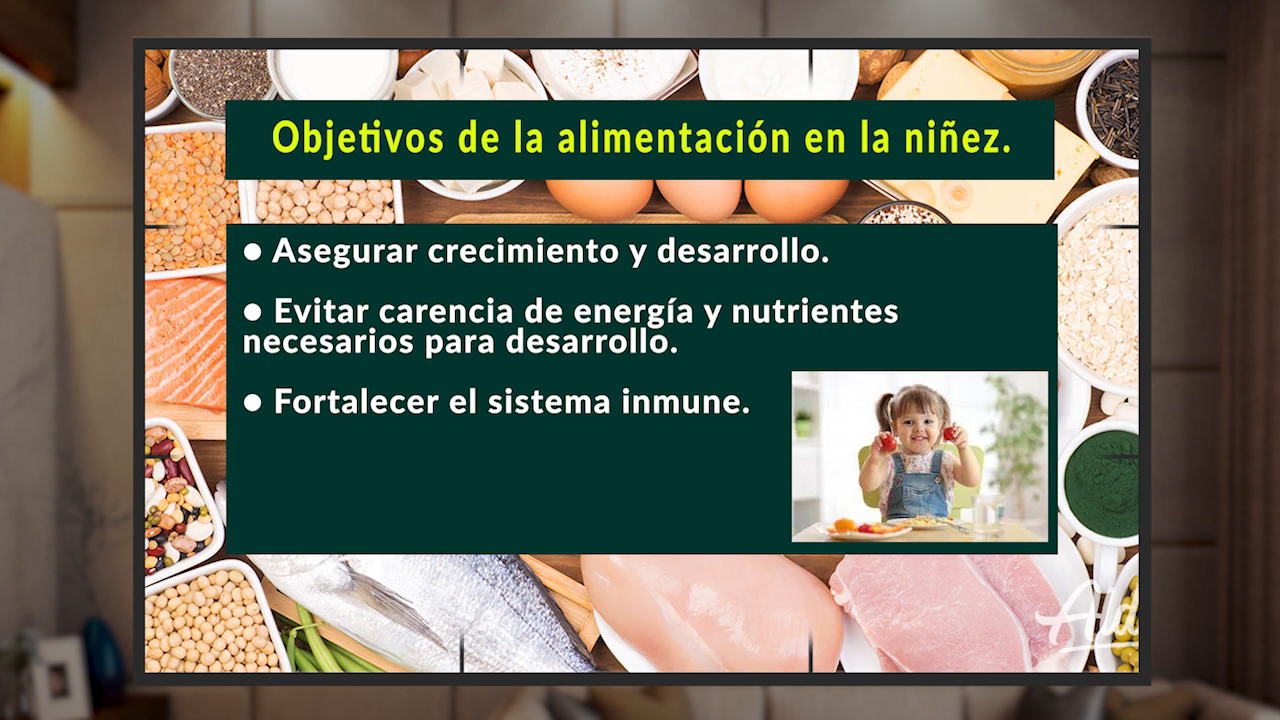 Objetivos de la alimentación en la niñez.
● Asegurar crecimiento y desarrollo.
● Evitar carencia de energía y nutrientes
necesarios para desarrollo.
● Fortalecer el sistema inmune.